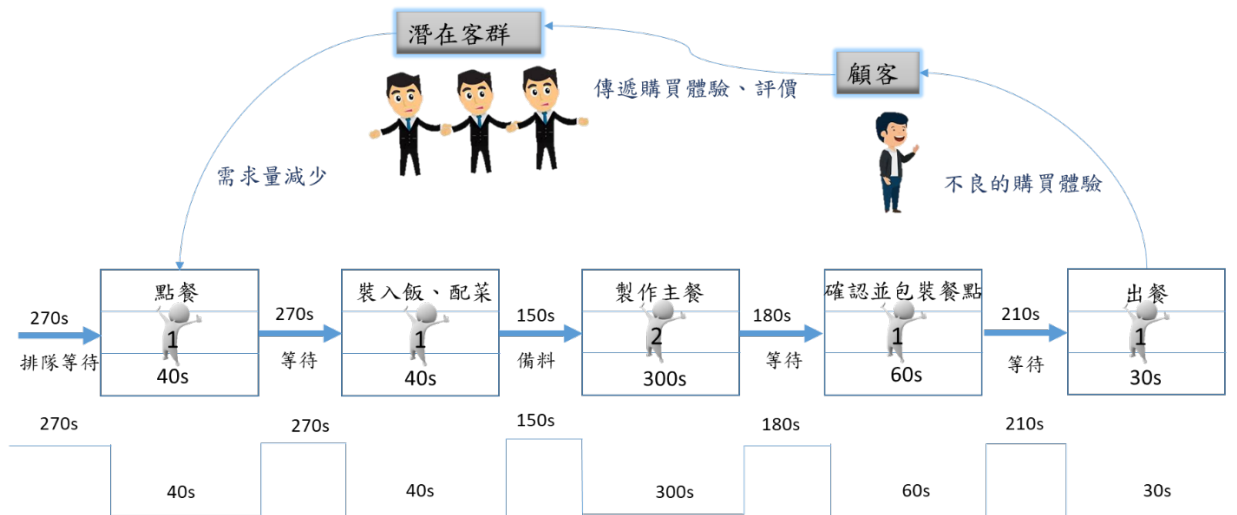 潛在客群
顧客
傳遞購買體驗、評價
需求量減少
不良的購買體驗
270s
排隊等待
點餐
1
40s
270s
等待
裝入飯、配菜
1
40s
150s
備料
製作主餐
2
300s
180s
等待
確認並包裝餐點
1
60s
210s
等待
出餐
1
30s
270s
40s
270s
40s
150s
300s
180s
60s
210s
30s